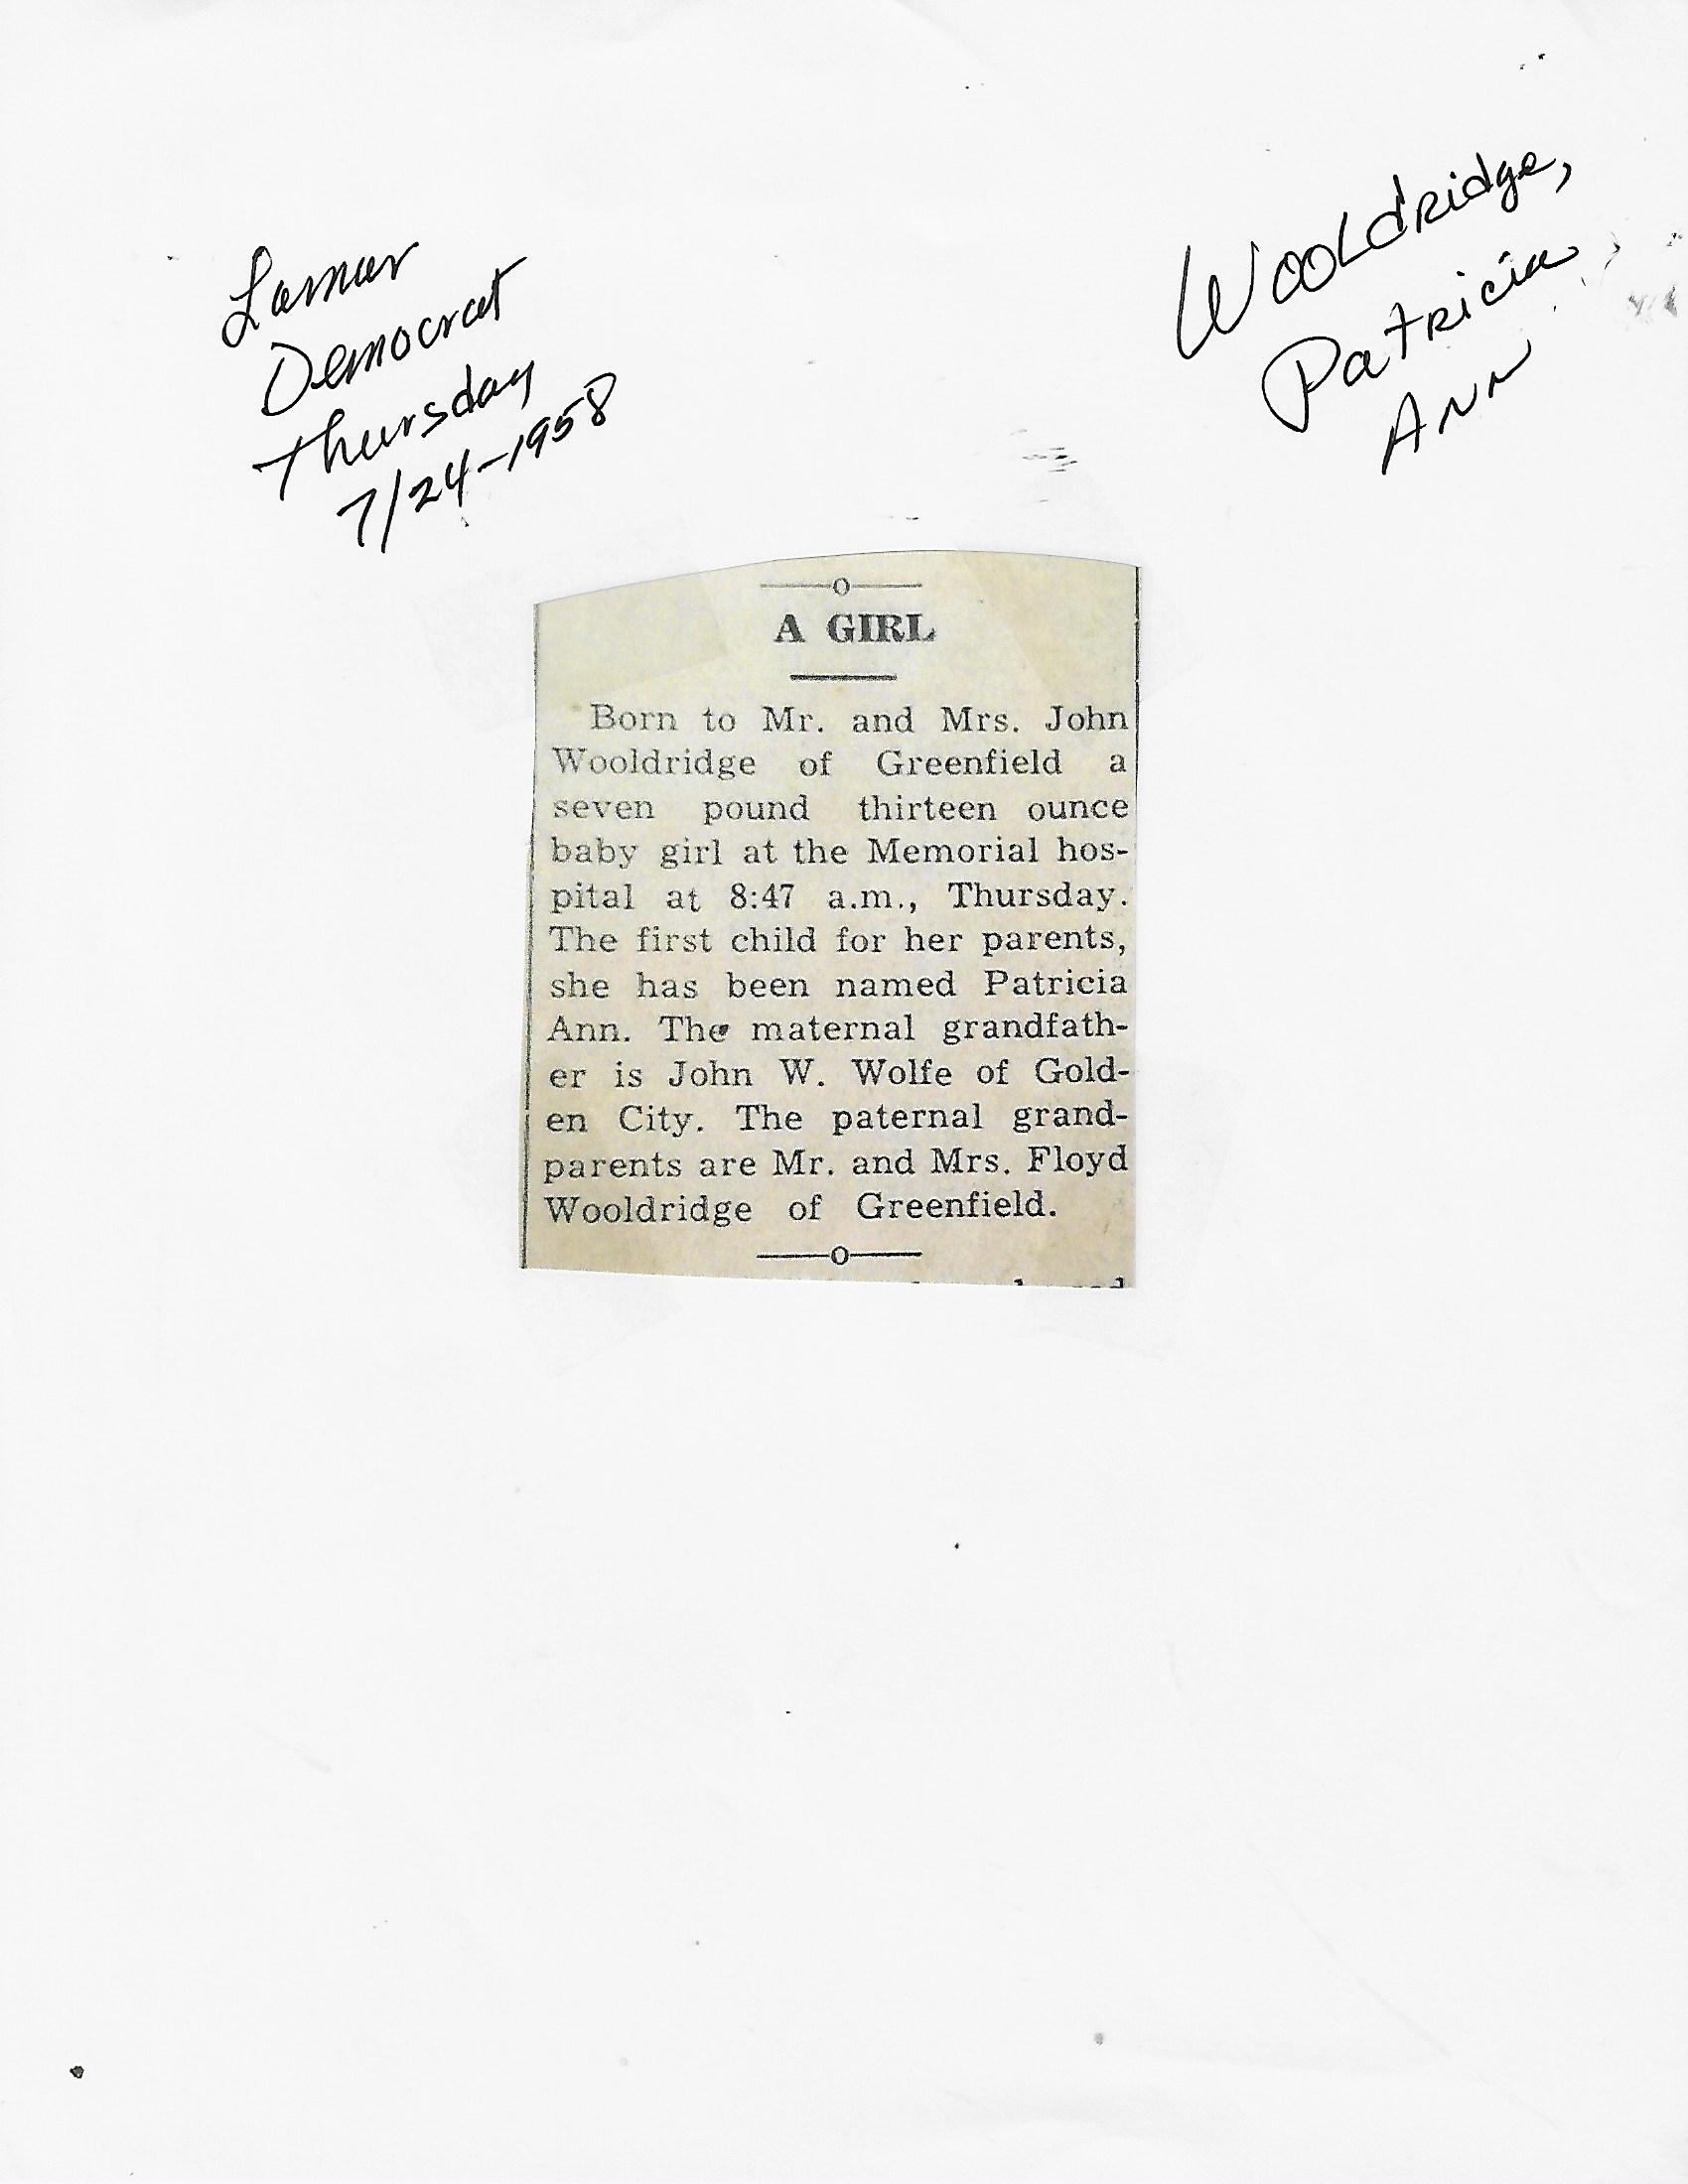 Lamar
Democrat
Thursday
7/24-1958
Wooldridge,
Patricia
Ann
A GIRL
Born to Mr. and Mrs. John
Wooldridge of Greenfield a
seven pound thirteen ounce
baby girl at the Memorial hos-
pital at 8:47 a.m., Thursday.
The first child for her parents,
she has been named Patricia
Ann. The maternal grandfath-
er is John W. Wolfe of Gold-
en City. The paternal grand-
parents are Mr. and Mrs. Floyd
Wooldridge of Greenfield.